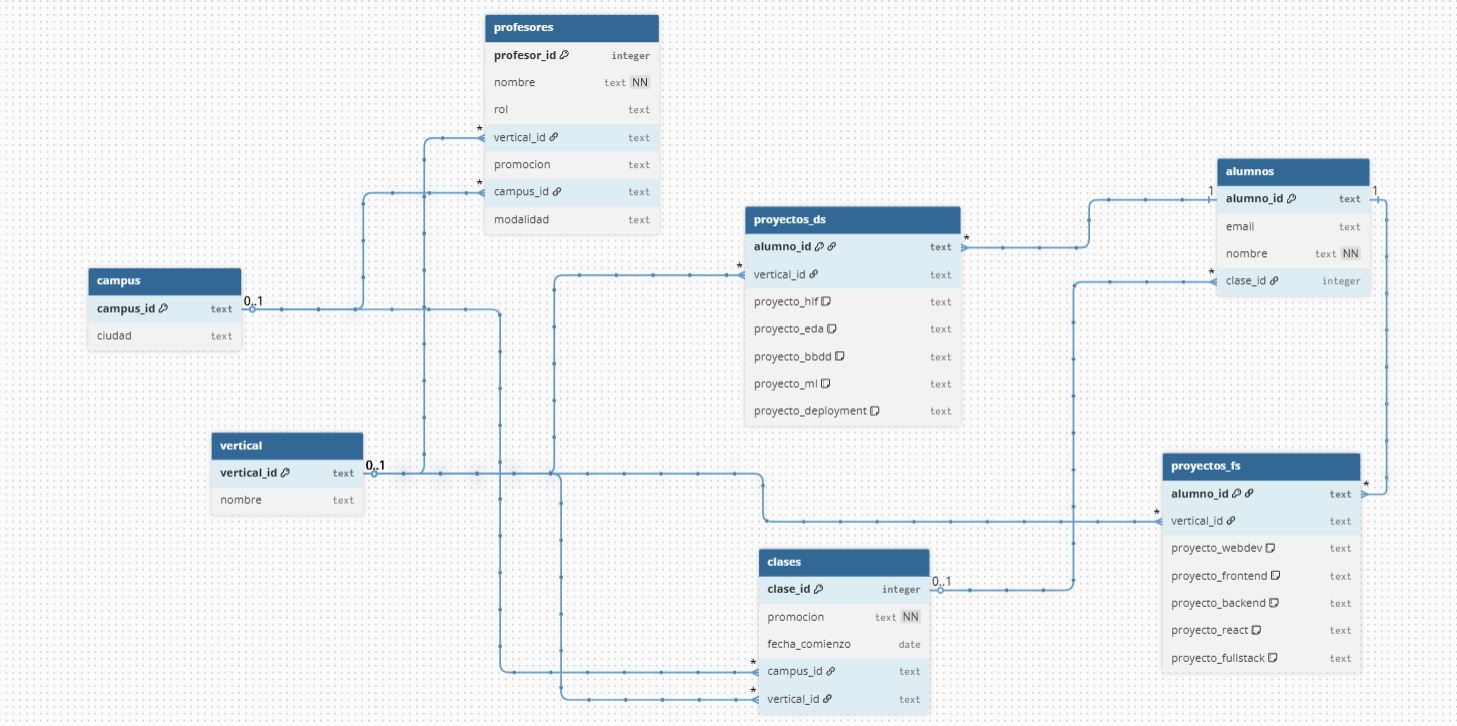 profesores
profesor_id integer
nombre text NN
rol text
* vertical_id text
promocion text
* campus_id text
modalidad text
campus
campus_id text 0..1
ciudad text
vertical
vertical_id text 0..1
nombre text
proyectos_ds
alumno_id text *
* vertical_id text
proyecto_hlf text
proyecto_eda text
proyecto_bbdd text
proyecto_ml text
proyecto_deployment text
alumnos
1 alumno_id text 1
email text
nombre text NN
* clase_id integer
clases
clase_id integer 0..1
promocion text NN
fecha_comienzo date
* campus_id text
* vertical_id text
proyectos_fs
alumno_id text *
* vertical_id text
proyecto_webdev text
proyecto_frontend text
proyecto_backend text
proyecto_react text
proyecto_fullstack text